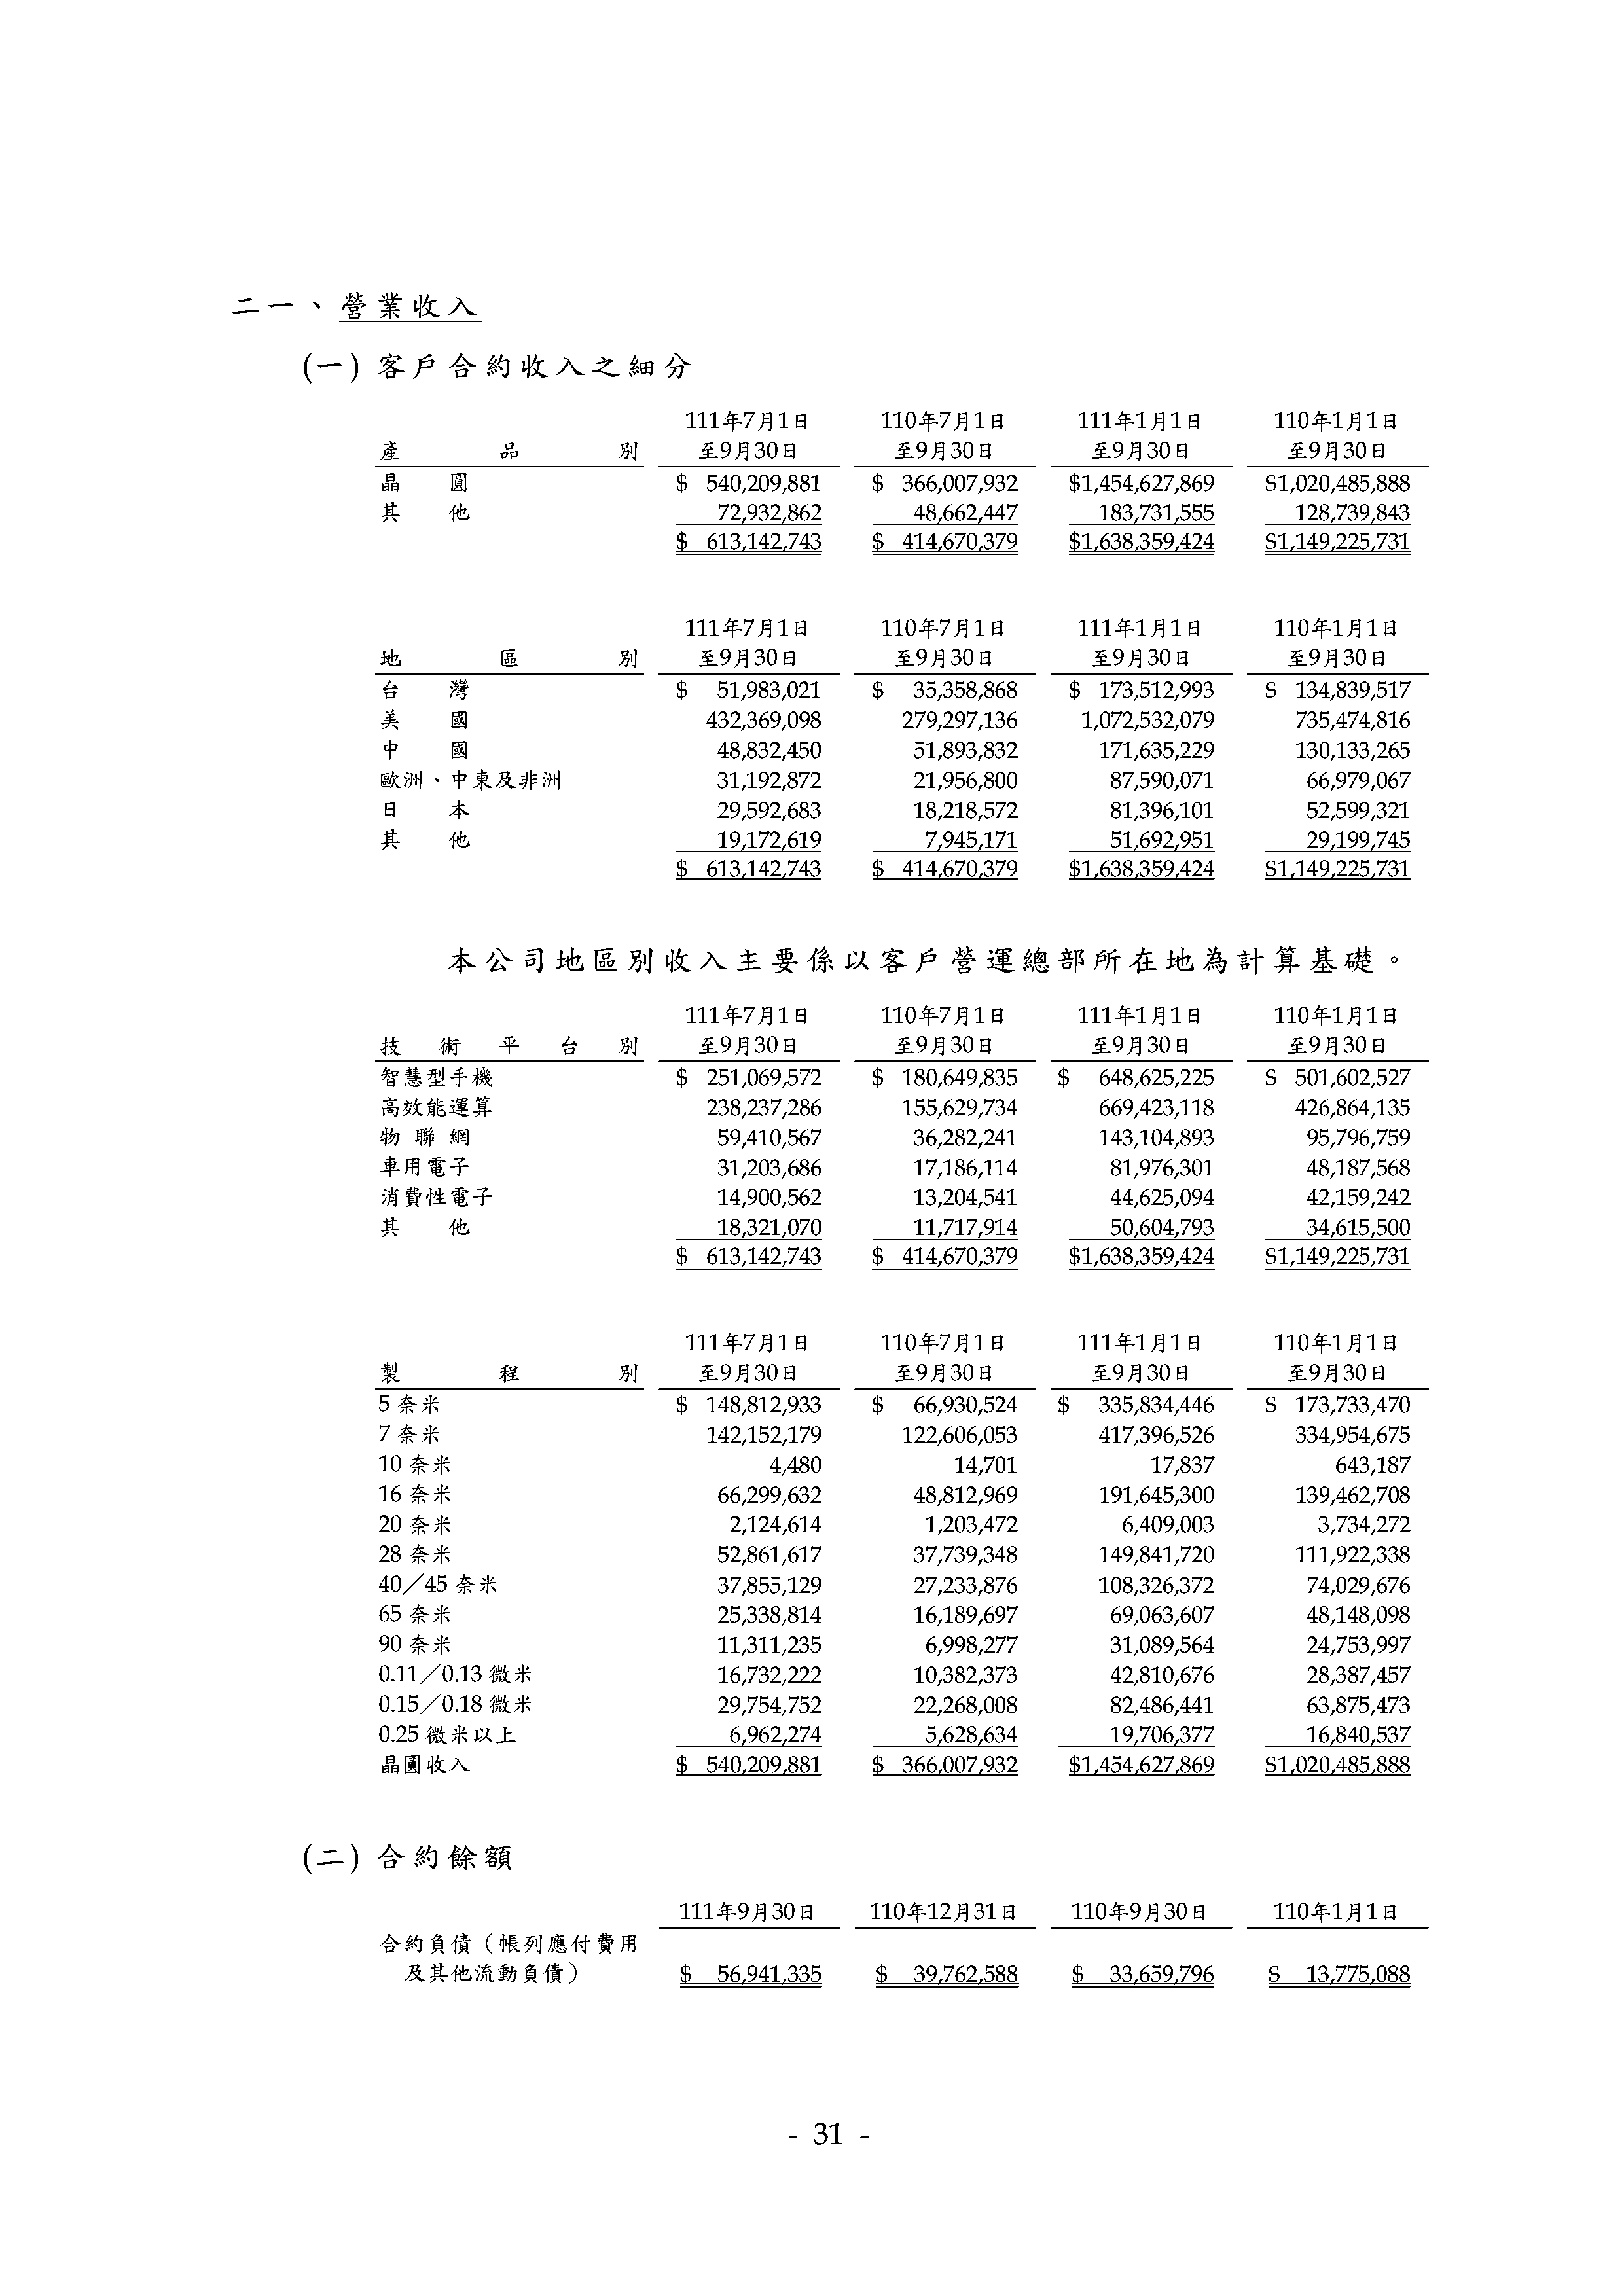 二一、營業收入
(一) 客戶合約收入之細分
111年7月1日 110年7月1日 111年1月1日 110年1月1日
產品別 至9月30日 至9月30日 至9月30日 至9月30日
晶圓 $ 540,209,881 $ 366,007,932 $1,454,627,869 $1,020,485,888
其他 72,932,862 48,662,447 183,731,555 128,739,843
$ 613,142,743 $ 414,670,379 $1,638,359,424 $1,149,225,731
111年7月1日 110年7月1日 111年1月1日 110年1月1日
地區別 至9月30日 至9月30日 至9月30日 至9月30日
台灣 $ 51,983,021 $ 35,358,868 $ 173,512,993 $ 134,839,517
美國 432,369,098 279,297,136 1,072,532,079 735,474,816
中國 48,832,450 51,893,832 171,635,229 130,133,265
歐洲、中東及非洲 31,192,872 21,956,800 87,590,071 66,979,067
日本 29,592,683 18,218,572 81,396,101 52,599,321
其他 19,172,619 7,945,171 51,692,951 29,199,745
$ 613,142,743 $ 414,670,379 $1,638,359,424 $1,149,225,731
本公司地區別收入主要係以客戶營運總部所在地為計算基礎。
111年7月1日 110年7月1日 111年1月1日 110年1月1日
技術平台別 至9月30日 至9月30日 至9月30日 至9月30日
智慧型手機 $ 251,069,572 $ 180,649,835 $ 648,625,225 $ 501,602,527
高效能運算 238,237,286 155,629,734 669,423,118 426,864,135
物聯網 59,410,567 36,282,241 143,104,893 95,796,759
車用電子 31,203,686 17,186,114 81,976,301 48,187,568
消費性電子 14,900,562 13,204,541 44,625,094 42,159,242
其他 18,321,070 11,717,914 50,604,793 34,615,500
$ 613,142,743 $ 414,670,379 $1,638,359,424 $1,149,225,731
111年7月1日 110年7月1日 111年1月1日 110年1月1日
製程別 至9月30日 至9月30日 至9月30日 至9月30日
5 奈米 $ 148,812,933 $ 66,930,524 $ 335,834,446 $ 173,733,470
7 奈米 142,152,179 122,606,053 417,396,526 334,954,675
10 奈米 4,480 14,701 17,837 643,187
16 奈米 66,299,632 48,812,969 191,645,300 139,462,708
20 奈米 2,124,614 1,203,472 6,409,003 3,734,272
28 奈米 52,861,617 37,739,348 149,841,720 111,922,338
40／45 奈米 37,855,129 27,233,876 108,326,372 74,029,676
65 奈米 25,338,814 16,189,697 69,063,607 48,148,098
90 奈米 11,311,235 6,998,277 31,089,564 24,753,997
0.11／0.13 微米 16,732,222 10,382,373 42,810,676 28,387,457
0.15／0.18 微米 29,754,752 22,268,008 82,486,441 63,875,473
0.25 微米以上 6,962,274 5,628,634 19,706,377 16,840,537
晶圓收入 $ 540,209,881 $ 366,007,932 $1,454,627,869 $1,020,485,888
(二) 合約餘額
111年9月30日 110年12月31日 110年9月30日 110年1月1日
合約負債（帳列應付費用
及其他流動負債） $ 56,941,335 $ 39,762,588 $ 33,659,796 $ 13,775,088
- 31 -